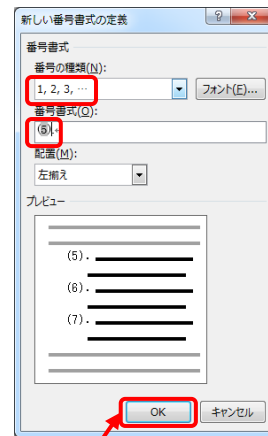 新しい番号書式の定義
番号書式
番号の種類(N):
1, 2, 3, …
フォント(F)...
番号書式(O):
(5).
配置(M):
左揃え
プレビュー
(5).
(6).
(7).
OK
キャンセル